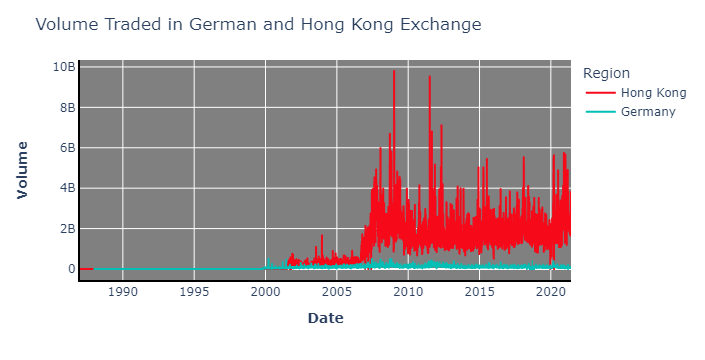 Volume Traded in German and Hong Kong Exchange
Region
Hong Kong
Germany
Volume
10B
8B
6B
4B
2B
0
1990
1995
2000
2005
2010
2015
2020
Date